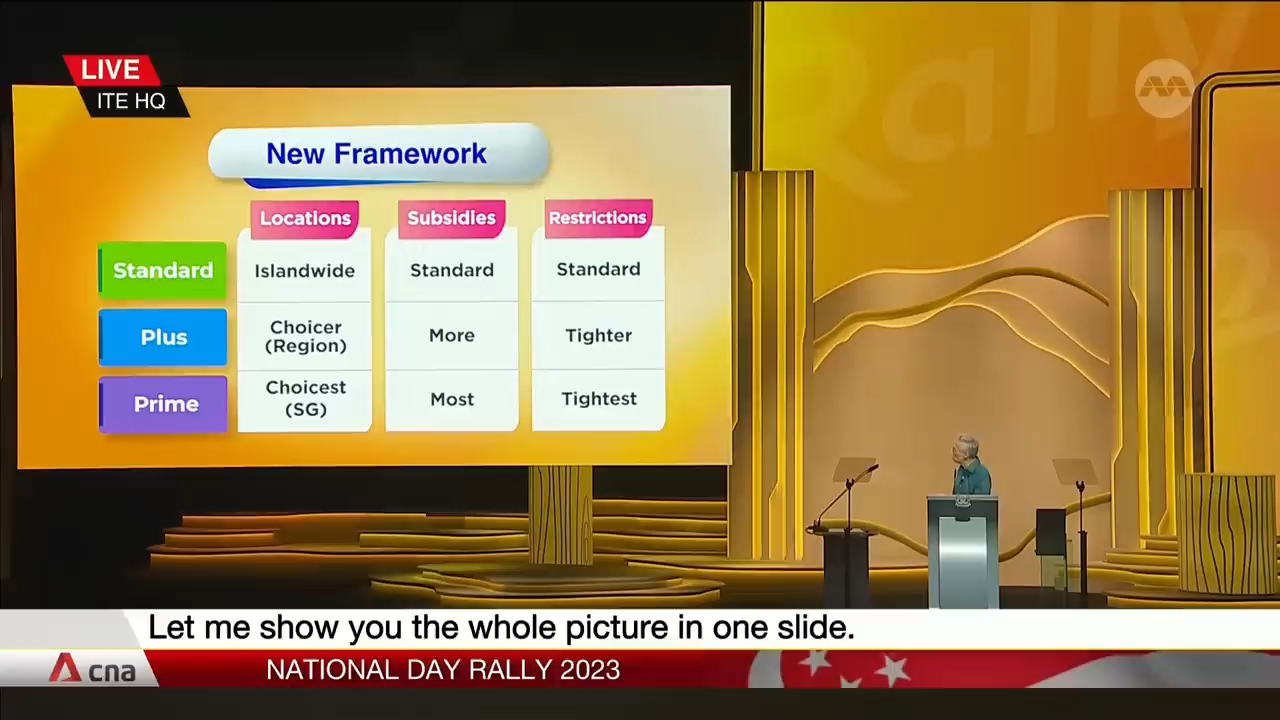 LIVE
ITE HQ
Rally
New Framework
Locations Subsidies Restrictions
Standard Islandwide Standard Standard
Plus Choicer
(Region) More Tighter
Prime Choicest
(SG) Most Tightest
Let me show you the whole picture in one slide.
cna NATIONAL DAY RALLY 2023